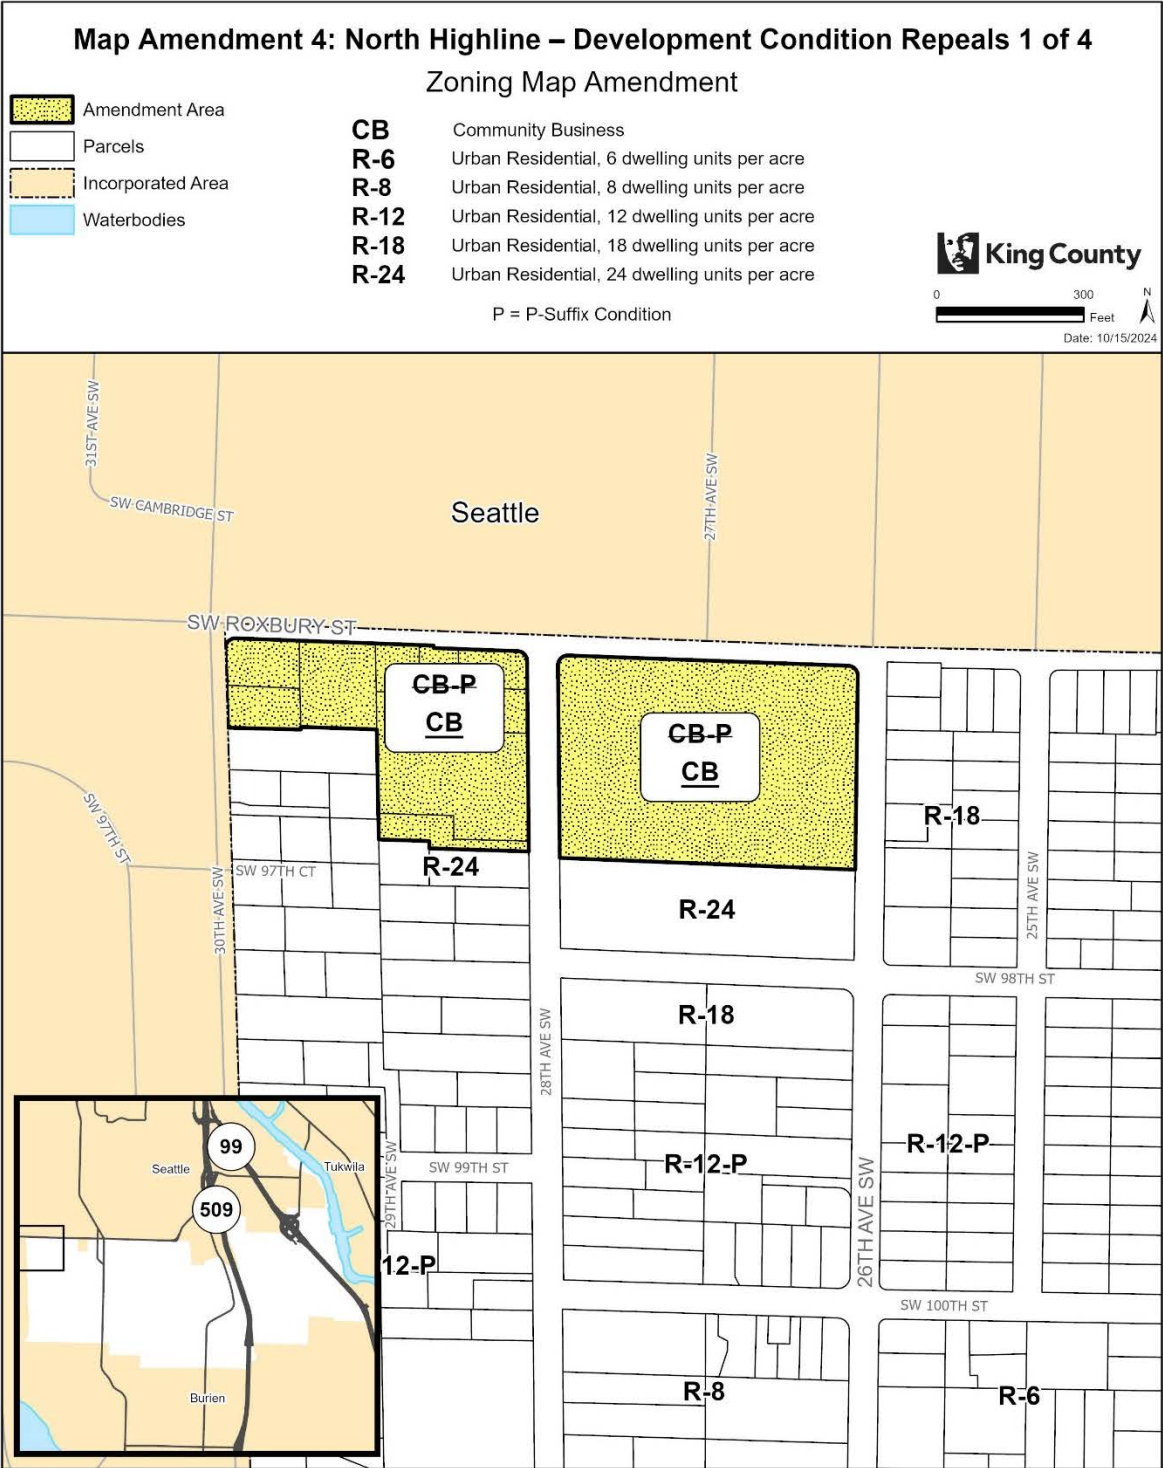 Map Amendment 4: North Highline – Development Condition Repeals 1 of 4
Zoning Map Amendment
Amendment Area
Parcels
Incorporated Area
Waterbodies
CB Community Business
R-6 Urban Residential, 6 dwelling units per acre
R-8 Urban Residential, 8 dwelling units per acre
R-12 Urban Residential, 12 dwelling units per acre
R-18 Urban Residential, 18 dwelling units per acre
R-24 Urban Residential, 24 dwelling units per acre
P = P-Suffix Condition
King County
0 300
Feet
N
Date: 10/15/2024
31ST AVE SW
SW CAMBRIDGE ST
Seattle
27TH AVE SW
SW ROXBURY ST
CB-P
CB
CB-P
CB
R-18
SW 97TH ST
R-24
SW 97TH CT
30TH AVE SW
R-24
25TH AVE SW
SW 98TH ST
R-18
28TH AVE SW
R-12-P
R-12-P
SW 99TH ST
29TH AVE SW
26TH AVE SW
12-P
SW 100TH ST
R-8
R-6
99
Seattle
Tukwila
509
Burien